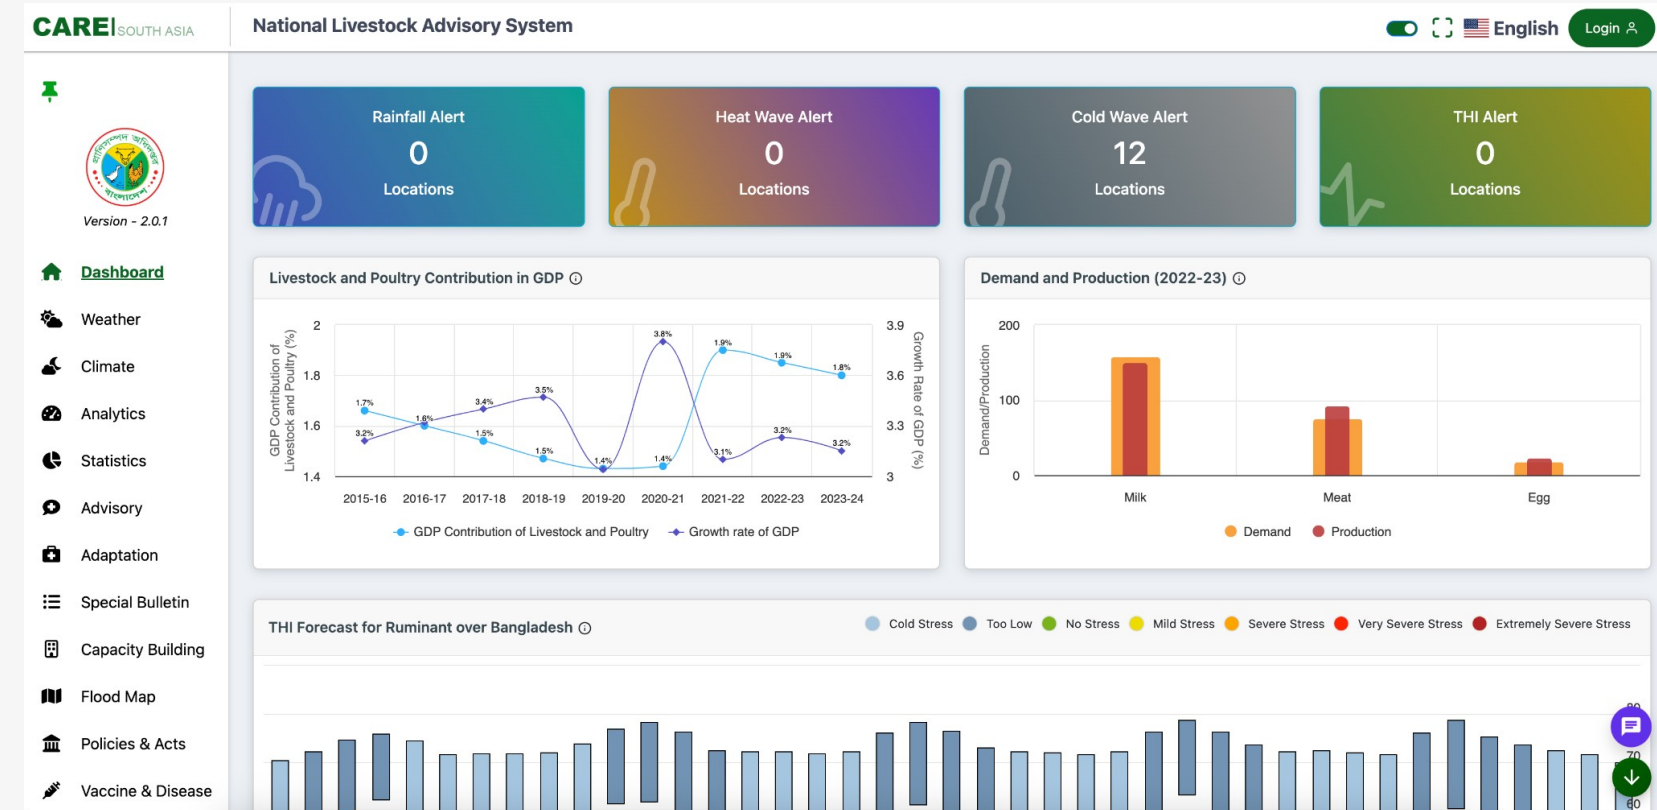 CARE SOUTH ASIA
National Livestock Advisory System
English
Login
প্রাণিসম্পদ অধিদপ্তর
বাংলাদেশ
Version - 2.0.1
Dashboard
Weather
Climate
Analytics
Statistics
Advisory
Adaptation
Special Bulletin
Capacity Building
Flood Map
Policies & Acts
Vaccine & Disease
Rainfall Alert
0
Locations
Heat Wave Alert
0
Locations
Cold Wave Alert
12
Locations
THI Alert
0
Locations
Livestock and Poultry Contribution in GDP
GDP Contribution of
Livestock and Poultry (%)
2
1.8
1.6
1.4
1.7%
1.6%
1.5%
1.5%
1.4%
1.4%
1.9%
1.9%
1.8%
3.2%
3.4%
3.5%
3.8%
3.1%
3.2%
3.2%
3.9
3.6
3.3
3
Growth Rate of GDP (%)
2015-16 2016-17 2017-18 2018-19 2019-20 2020-21 2021-22 2022-23 2023-24
GDP Contribution of Livestock and Poultry Growth rate of GDP
Demand and Production (2022-23)
Demand/Production
200
100
0
Milk Meat Egg
Demand Production
THI Forecast for Ruminant over Bangladesh
Cold Stress Too Low No Stress Mild Stress Severe Stress Very Severe Stress Extremely Severe Stress
80
70
60